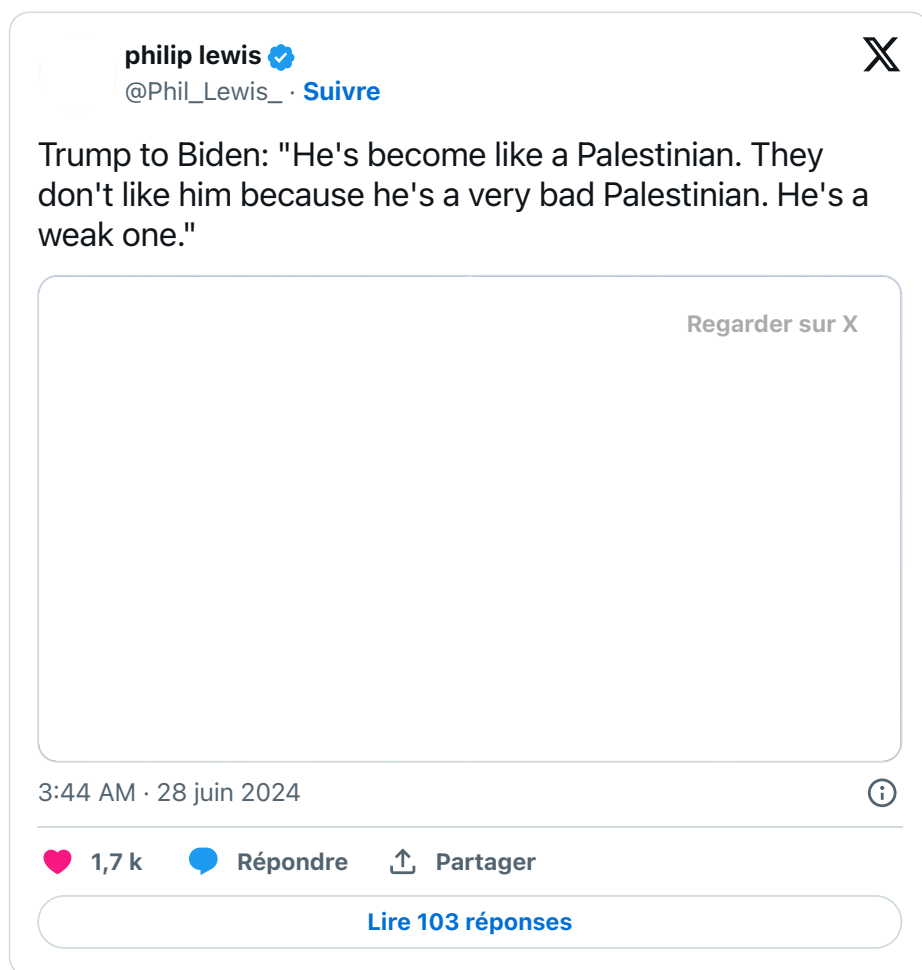 philip lewis
@Phil_Lewis_ · Suivre
Trump to Biden: "He's become like a Palestinian. They
don't like him because he's a very bad Palestinian. He's a
weak one."
Regarder sur X
3:44 AM · 28 juin 2024
1,7 k Répondre Partager
Lire 103 réponses